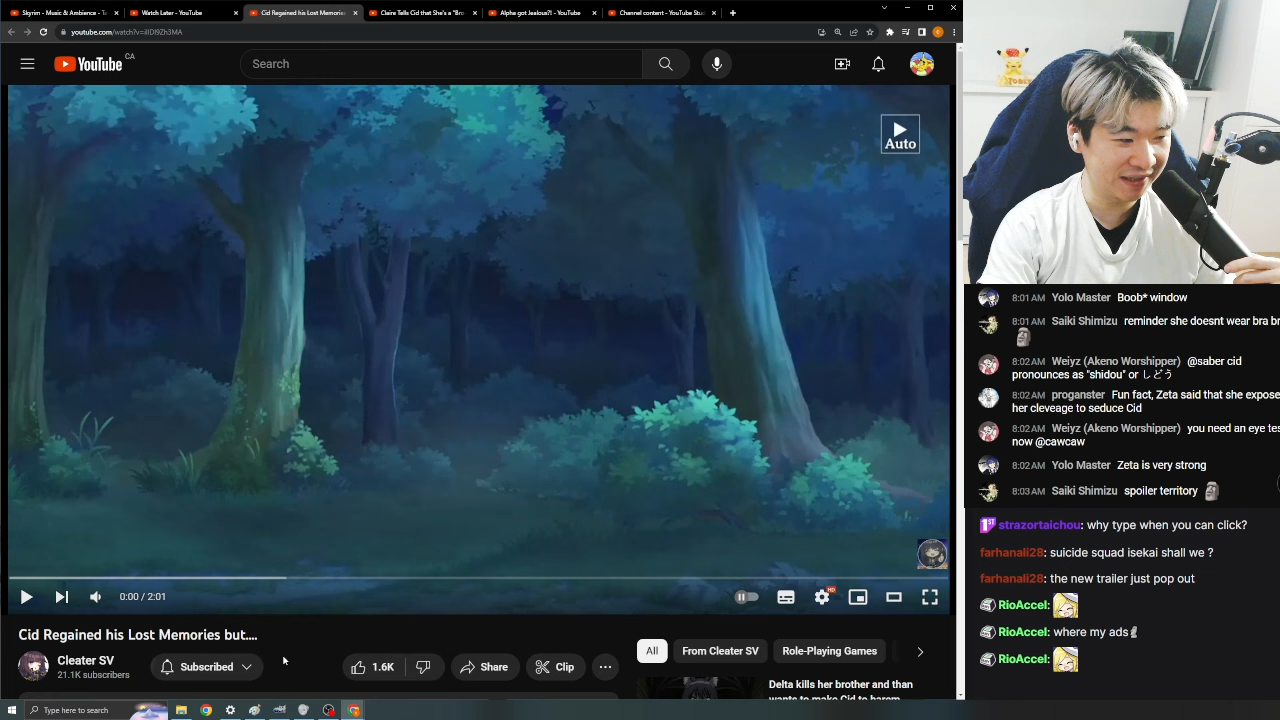 Skyrim - Music & Ambience - T
Watch Later - YouTube
Cid Regained his Lost Memories
Claire Tells Cid that She's a "Bro
Alpha got Jealous?! - YouTube
Channel content - YouTube Stu
youtube.com/watch?v=
YouTube CA
Search
Auto
0:00 / 2:01
HD
Cid Regained his Lost Memories but....
Cleater SV
21.1K subscribers
Subscribed
1.6K
Share
Clip
All
From Cleater SV
Role-Playing Games
Delta kills her brother and than
wants to make Cid to harem
Type here to search
8:01 AM Yolo Master Boob* window
8:01 AM Saiki Shimizu reminder she doesnt wear bra br
8:02 AM Weiyz (Akeno Worshipper) @saber cid
pronounces as "shidou" or しどう
8:02 AM proganster Fun fact, Zeta said that she expose
her cleveage to seduce Cid
8:02 AM Weiyz (Akeno Worshipper) you need an eye tes
now @cawcaw
8:02 AM Yolo Master Zeta is very strong
8:03 AM Saiki Shimizu spoiler territory
1ST strazortaichou: why type when you can click?
farhanali28: suicide squad isekai shall we ?
farhanali28: the new trailer just pop out
RioAccel:
RioAccel: where my ads
RioAccel: